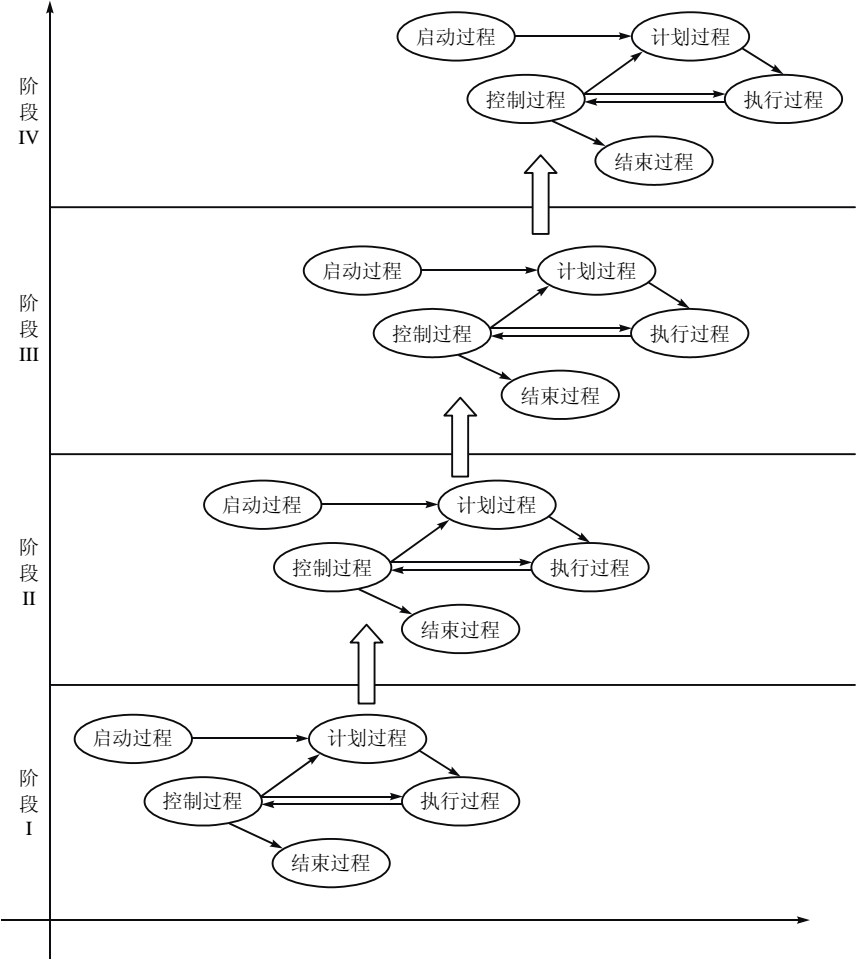 阶
段
IV
启动过程
计划过程
控制过程
执行过程
结束过程
阶
段
III
启动过程
计划过程
控制过程
执行过程
结束过程
阶
段
II
启动过程
计划过程
控制过程
执行过程
结束过程
阶
段
I
启动过程
计划过程
控制过程
执行过程
结束过程